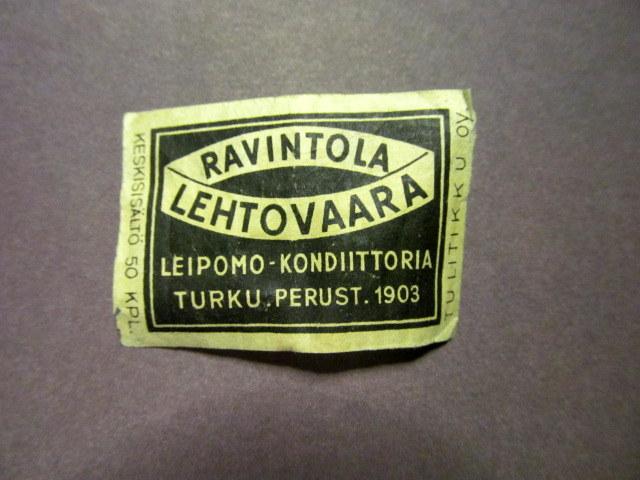 RAVINTOLA
LEHTOVAARA
LEIPOMO-KONDIITTORIA
TURKU. PERUST. 1903
KESKISISÄLTÖ 50 KPL.
TULITIKKU OY.